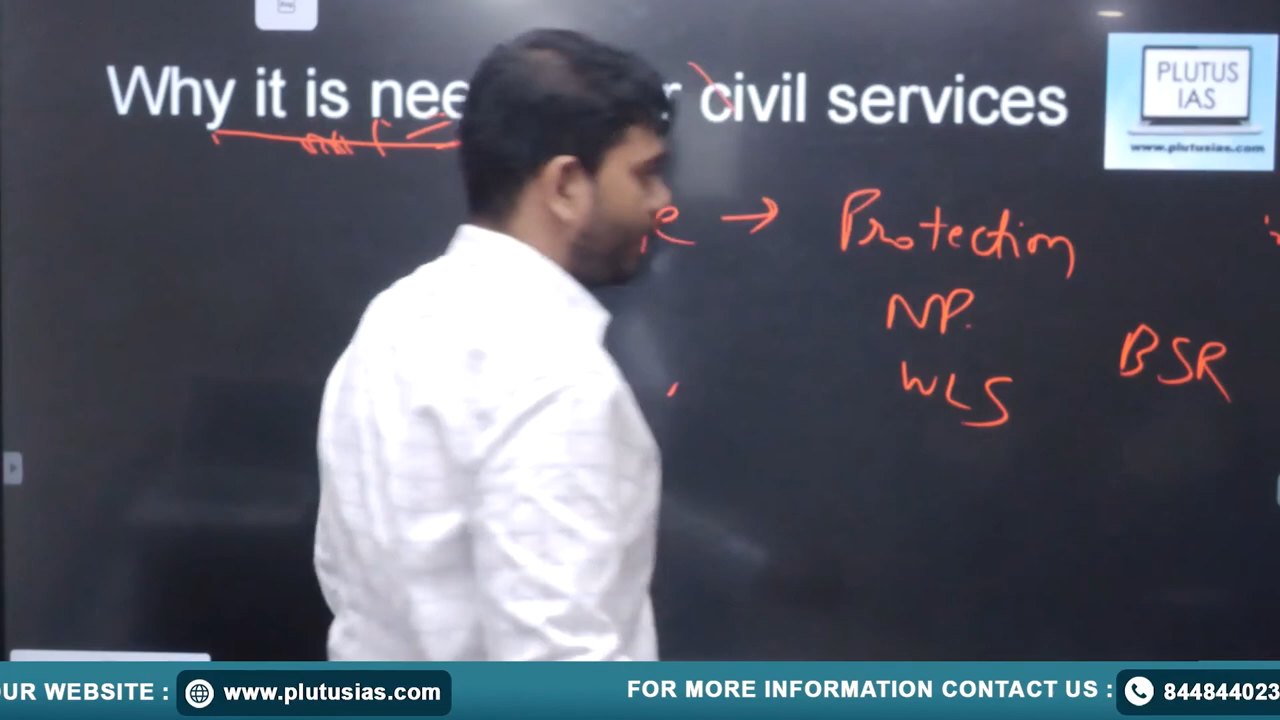 Why it is nee r civil services
PLUTUS
IAS
www.plutusias.com
e → Protection
NP.
WLS
BSR
OUR WEBSITE : www.plutusias.com
FOR MORE INFORMATION CONTACT US : 844844023